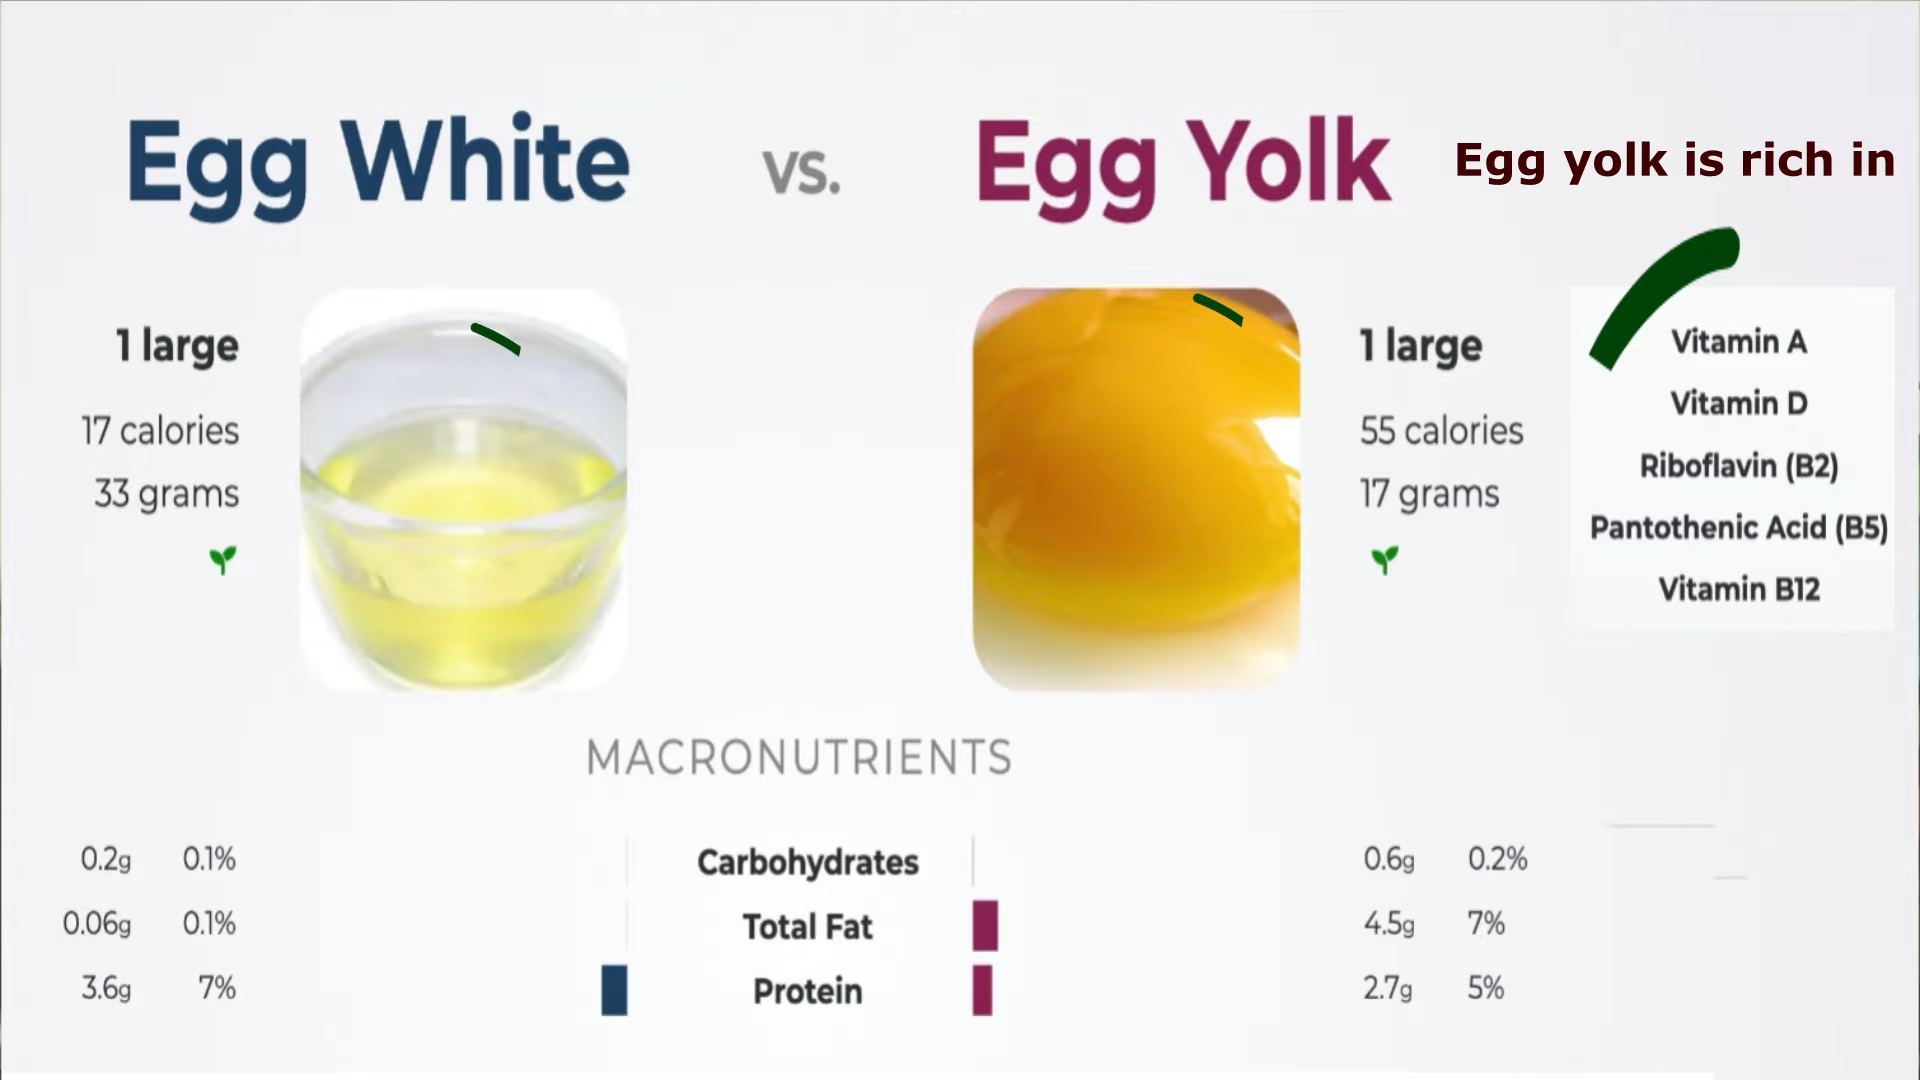 Egg White vs. Egg Yolk Egg yolk is rich in
1 large
17 calories
33 grams
1 large
55 calories
17 grams
Vitamin A
Vitamin D
Riboflavin (B2)
Pantothenic Acid (B5)
Vitamin B12
MACRONUTRIENTS
0.2g 0.1% Carbohydrates 0.6g 0.2%
0.06g 0.1% Total Fat 4.5g 7%
3.6g 7% Protein 2.7g 5%